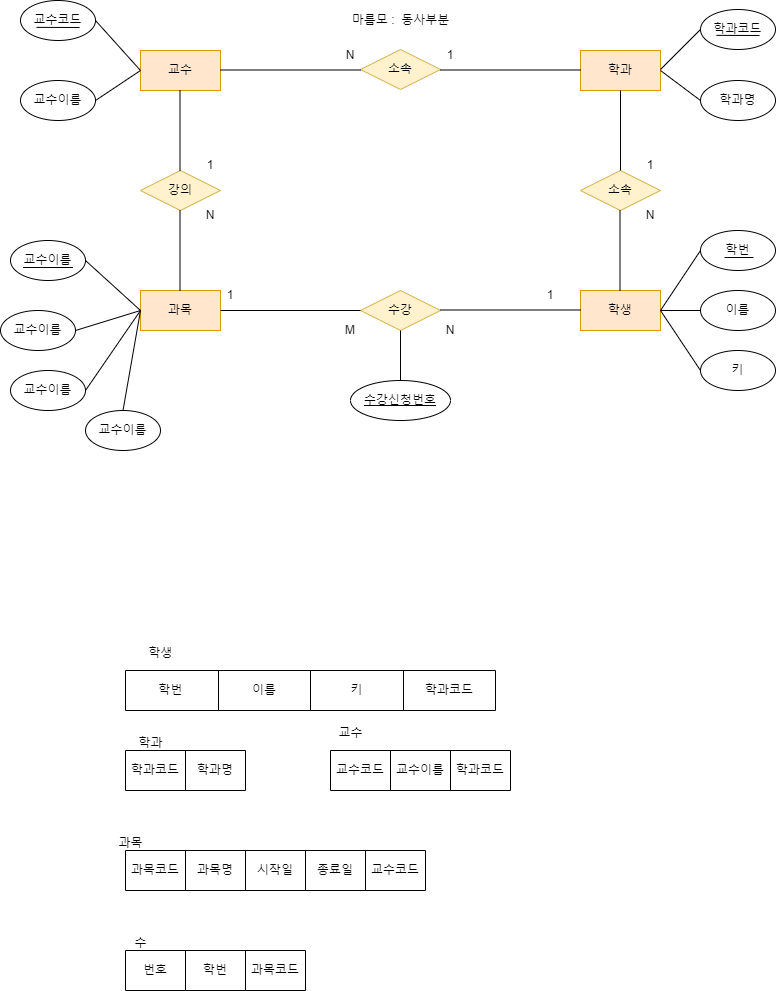 교수코드
마름모 : 동사부분
학과코드
교수
N
소속
1
학과
교수이름
학과명
1
강의
N
1
소속
N
학번
교수이름
과목
1
M
수강
N
1
학생
이름
교수이름
교수이름
키
수강신청번호
교수이름
학생
학번 이름 키 학과코드
학과
학과코드 학과명
교수
교수코드 교수이름 학과코드
과목
과목코드 과목명 시작일 종료일 교수코드
수
번호 학번 과목코드